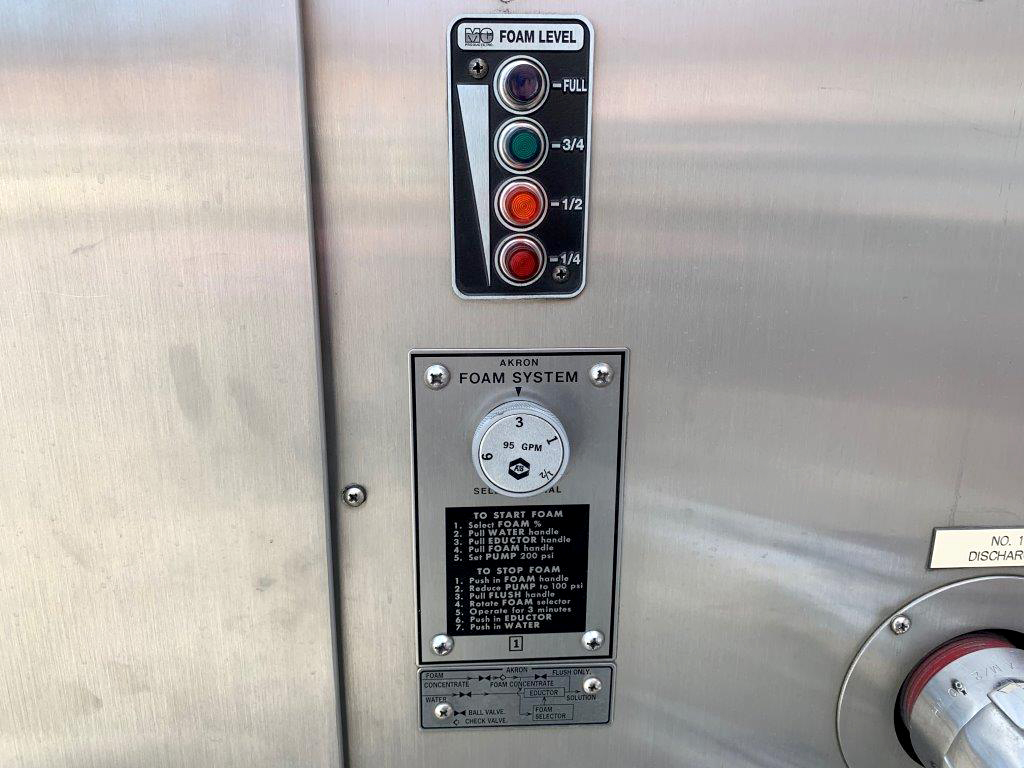 MC FOAM LEVEL
PRODUCTS, INC.
FULL
3/4
1/2
1/4
AKRON
FOAM SYSTEM
3
1
1/2
6
95 GPM
TO START FOAM
1. Select FOAM %
2. Pull WATER handle
3. Pull EDUCTOR handle
4. Pull FOAM handle
5. Set PUMP 200 psi
TO STOP FOAM
1. Push in FOAM handle
2. Reduce PUMP to 100 psi
3. Pull FLUSH handle
4. Rotate FOAM selector
5. Operate for 3 minutes
6. Push in EDUCTOR
7. Push in WATER
1
AKRON
FOAM CONCENTRATE
FLUSH ONLY.
FOAM CONCENTRATE
WATER
EDUCTOR
SOLUTION
FOAM SELECTOR
BALL VALVE.
CHECK VALVE.
NO. 1
DISCHAR